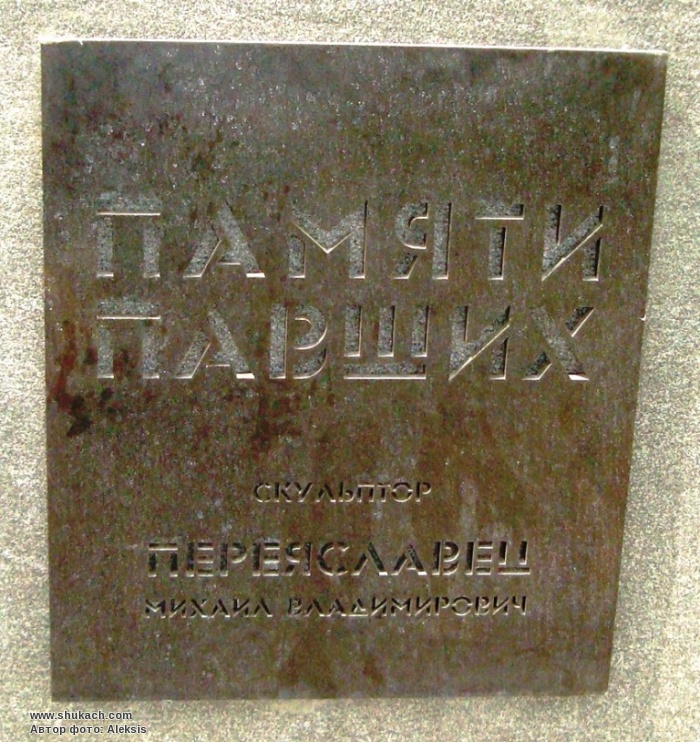 ПАМЯТИ
ПАВШИХ
СКУЛЬПТОР
ПЕРЕЯСЛАВЕЦ
МИХАИЛ ВЛАДИМИРОВИЧ
www.shukach.com
Автор фото: Aleksis